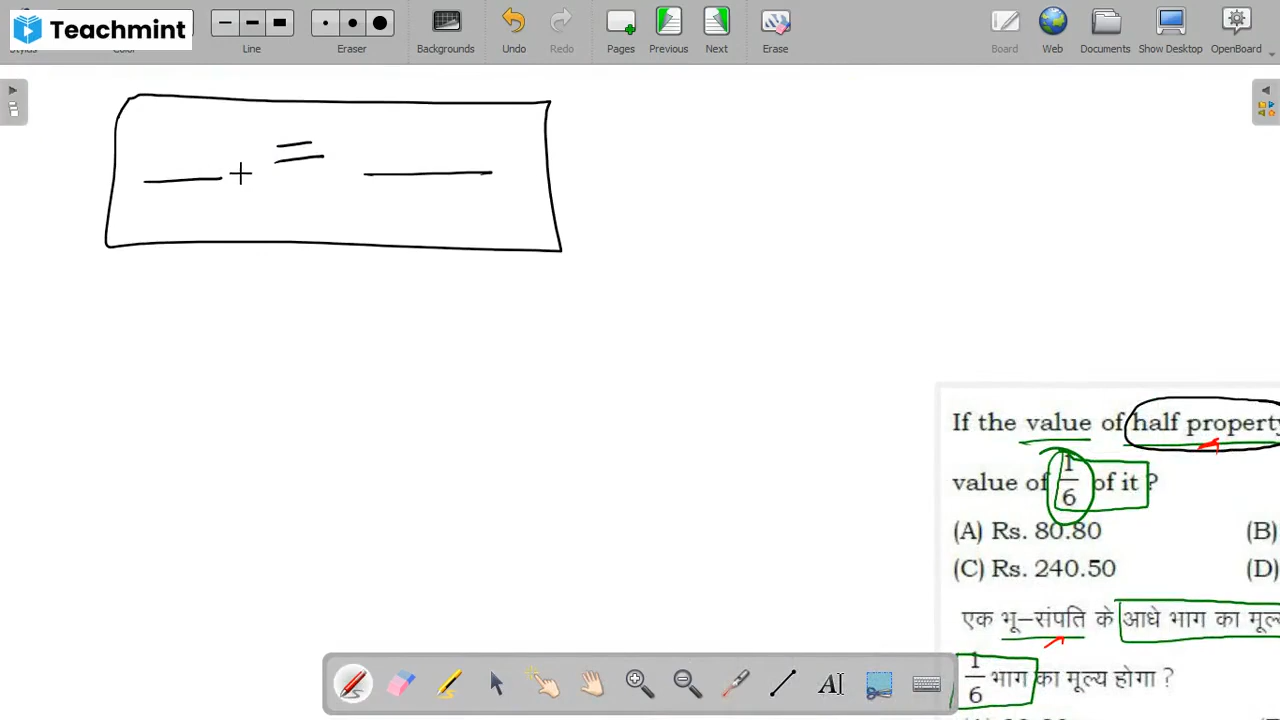 Teachmint
Line
Eraser
Backgrounds
Undo
Redo
Pages
Previous
Next
Erase
Board
Web
Documents
Show Desktop
OpenBoard
=
If the value of half property
value of 1/6 of it ?
(A) Rs. 80.80 (B)
(C) Rs. 240.50 (D)
एक भू-संपति के आधे भाग का मूल्
1/6 भाग का मूल्य होगा ?